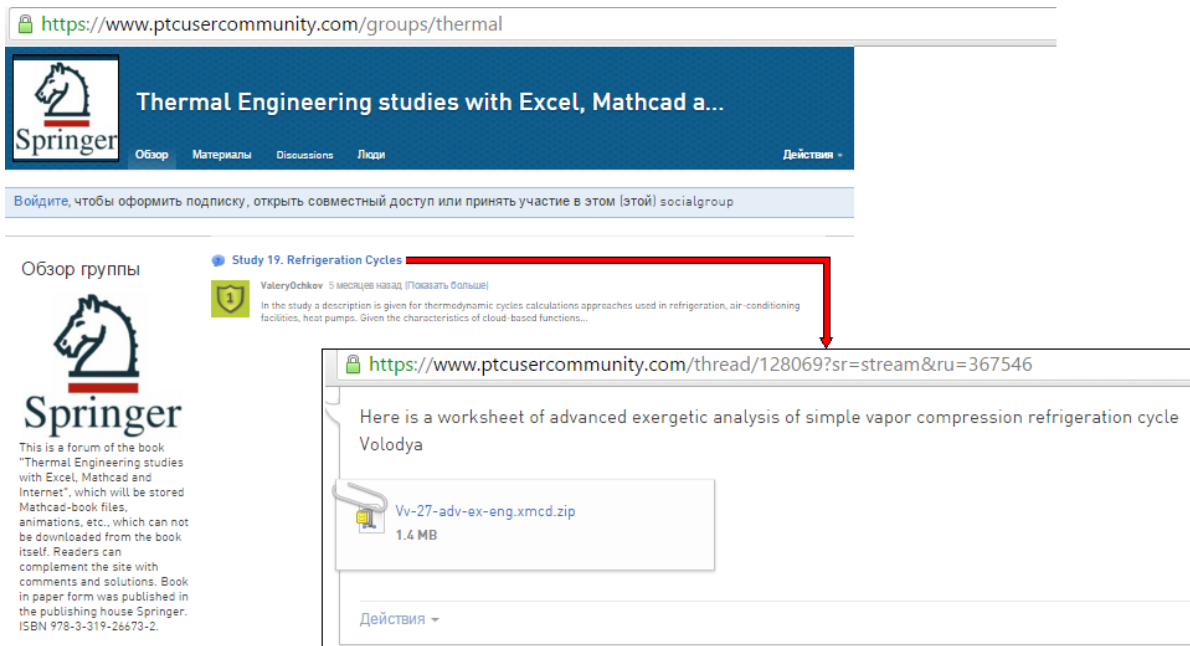 https://www.ptcusercommunity.com/groups/thermal
Springer
Thermal Engineering studies with Excel, Mathcad a...
Обзор Материалы Discussions Люди Действия
Войдите, чтобы оформить подписку, открыть совместный доступ или принять участие в этом (этой) socialgroup
Обзор группы
Springer
This is a forum of the book
"Thermal Engineering studies
with Excel, Mathcad and
Internet", which will be stored
Mathcad-book files,
animations, etc., which can not
be downloaded from the book
itself. Readers can
complement the site with
comments and solutions. Book
in paper form was published in
the publishing house Springer.
ISBN 978-3-319-26673-2.
Study 19. Refrigeration Cycles
1
ValeryOchkov 5 месяцев назад (Показать больше)
In the study a description is given for thermodynamic cycles calculations approaches used in refrigeration, air-conditioning
facilities, heat pumps. Given the characteristics of cloud-based functions...
https://www.ptcusercommunity.com/thread/128069?sr=stream&ru=367546
Here is a worksheet of advanced exergetic analysis of simple vapor compression refrigeration cycle
Volodya
Vv-27-adv-ex-eng.xmcd.zip
1.4 MB
Действия